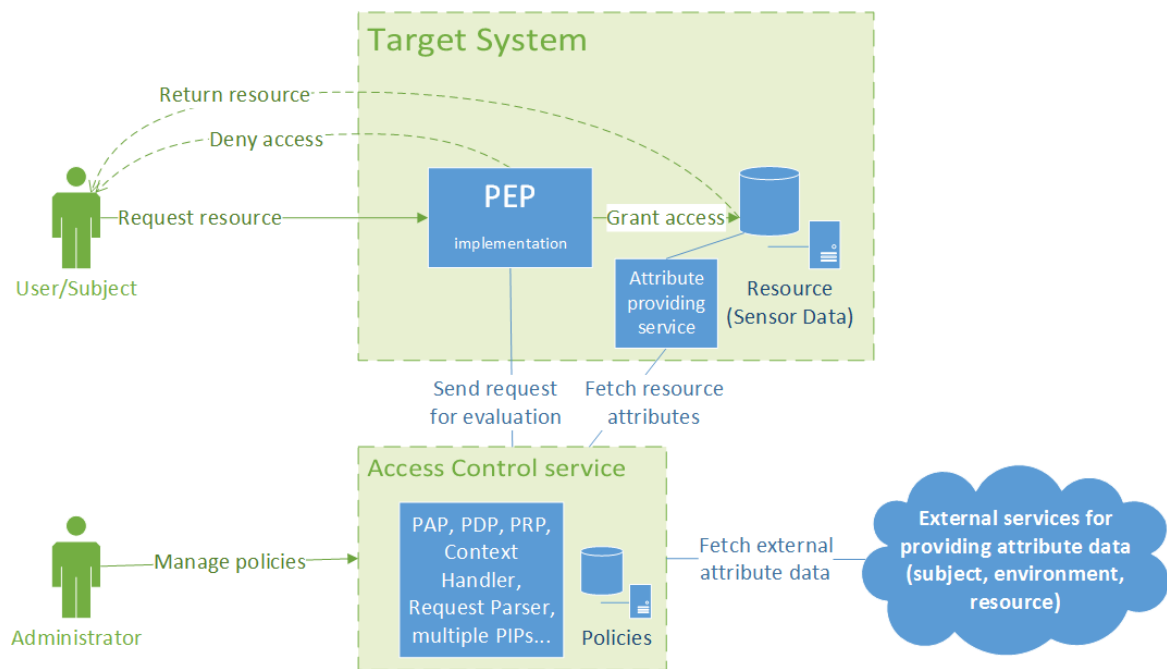 Target System
Return resource
Deny access
PEP
implementation
Request resource
Grant access
User/Subject
Attribute
providing
service
Resource
(Sensor Data)
Send request
for evaluation
Fetch resource
attributes
Access Control service
PAP, PDP, PRP,
Context
Handler,
Request Parser,
multiple PIPs...
Policies
Manage policies
Administrator
Fetch external
attribute data
External services for
providing attribute data
(subject, environment,
resource)